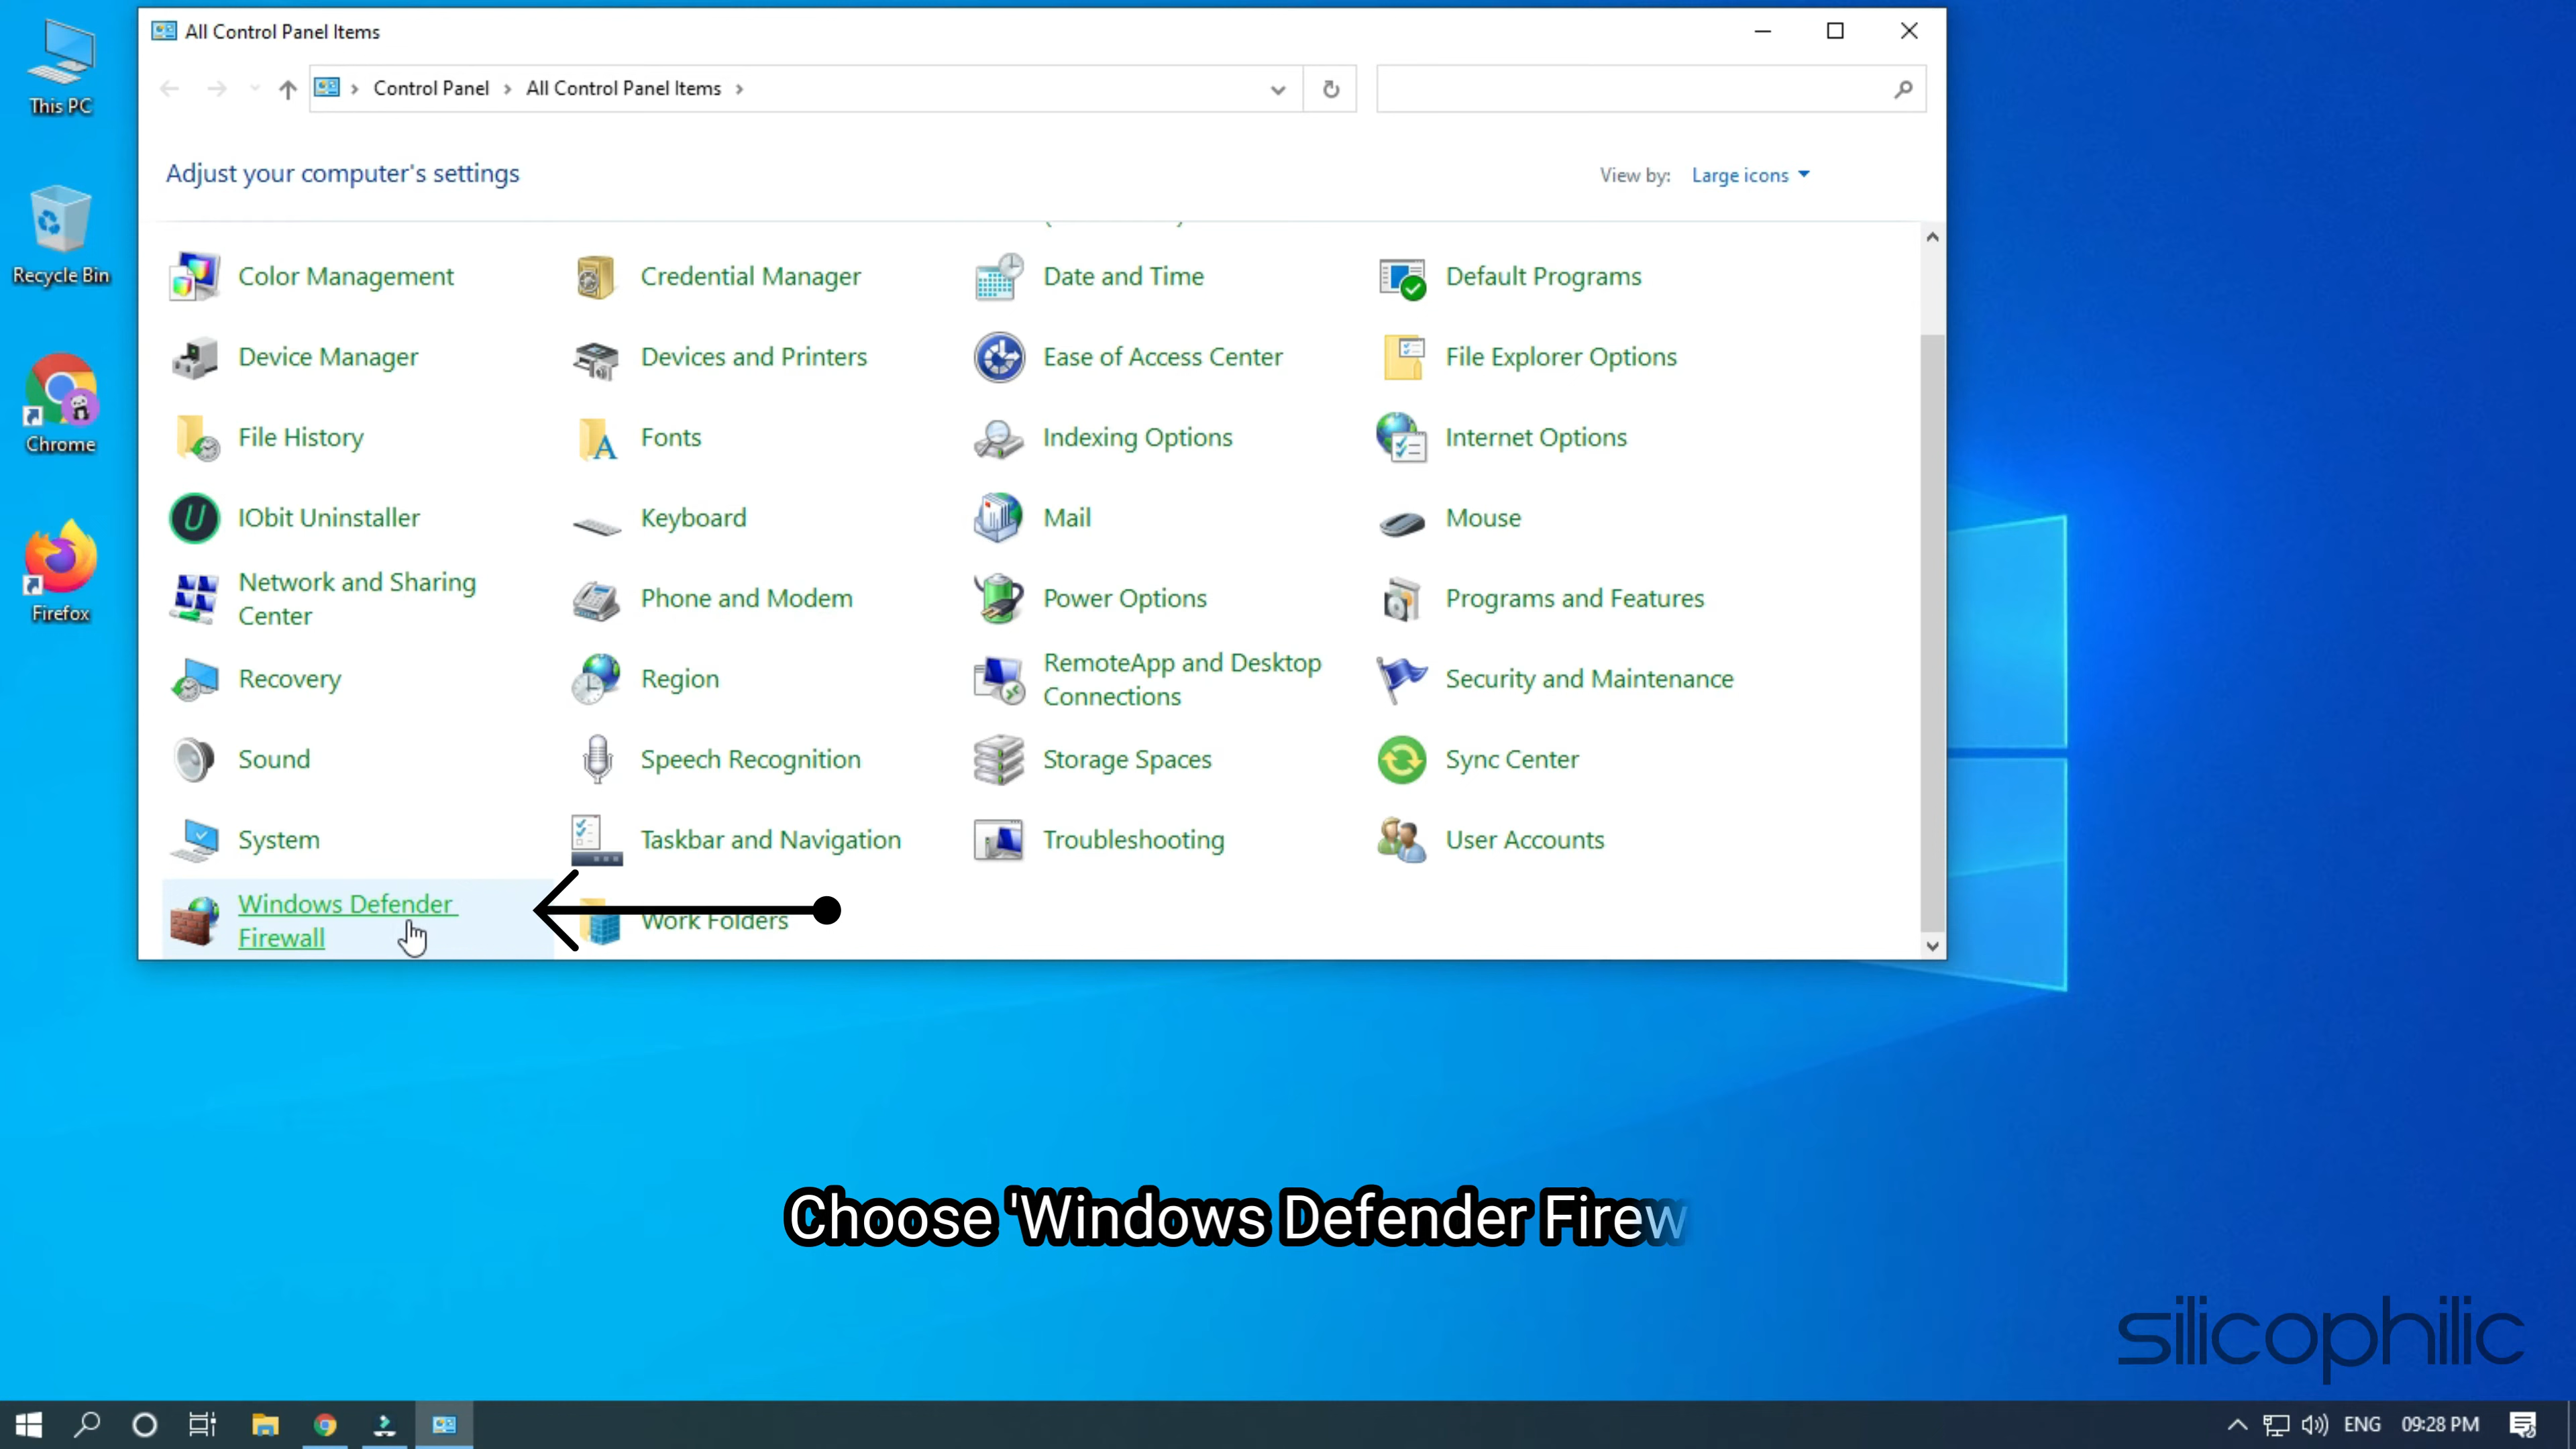 All Control Panel Items
This PC
Control Panel
All Control Panel Items
Adjust your computer's settings
View by:
Large icons
Recycle Bin
Color Management
Credential Manager
Date and Time
Default Programs
Device Manager
Devices and Printers
Ease of Access Center
File Explorer Options
Chrome
File History
Fonts
Indexing Options
Internet Options
IObit Uninstaller
Keyboard
Mail
Mouse
Firefox
Network and Sharing
Center
Phone and Modem
Power Options
Programs and Features
Recovery
Region
RemoteApp and Desktop
Connections
Security and Maintenance
Sound
Speech Recognition
Storage Spaces
Sync Center
System
Taskbar and Navigation
Troubleshooting
User Accounts
Windows Defender
Firewall
Work Folders
Choose 'Windows Defender Firew
silicophilic
ENG
09:28 PM